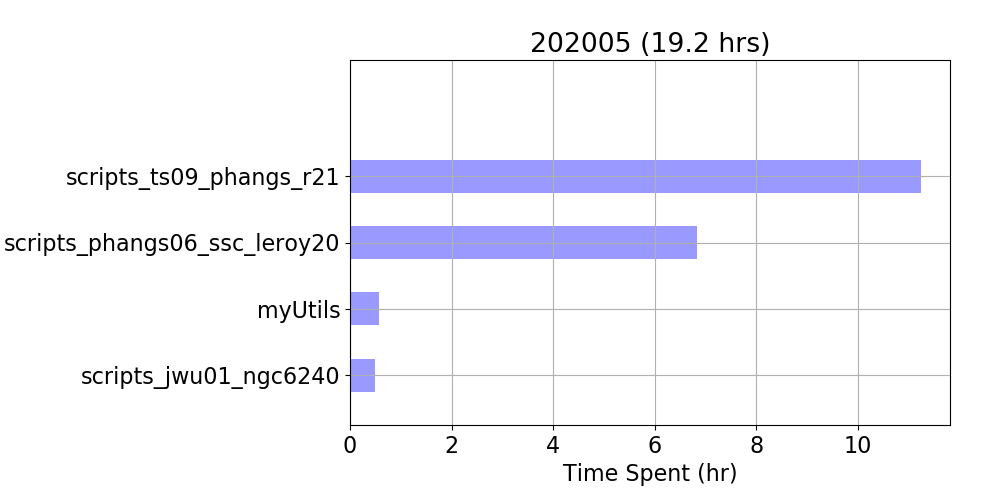 202005 (19.2 hrs)
scripts_ts09_phangs_r21
scripts_phangs06_ssc_leroy20
myUtils
scripts_jwu01_ngc6240
0 2 4 6 8 10
Time Spent (hr)